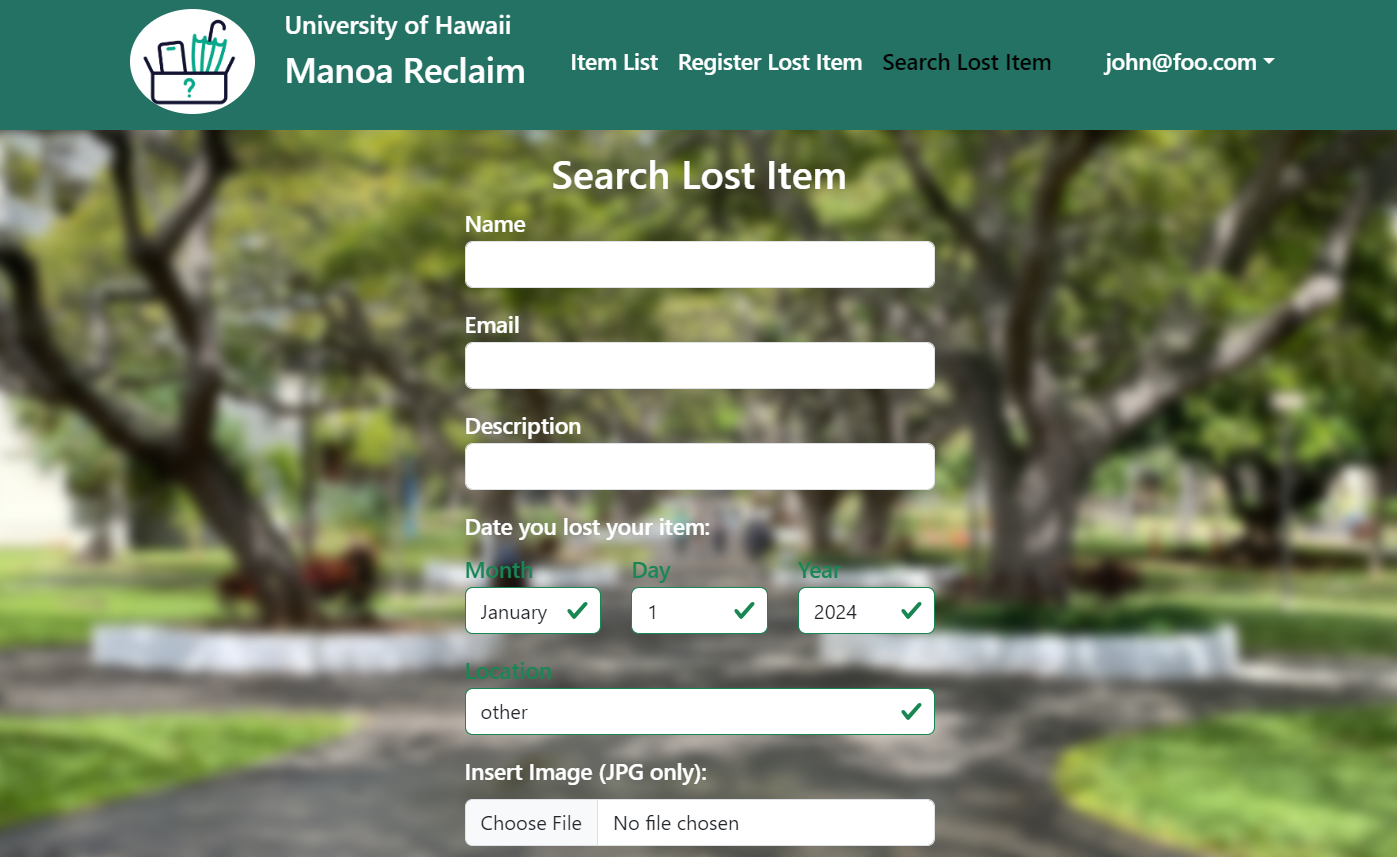 University of Hawaii
Manoa Reclaim
Item List Register Lost Item Search Lost Item john@foo.com
?
Search Lost Item
Name
Email
Description
Date you lost your item:
Month Day Year
January 1 2024
Location
other
Insert Image (JPG only):
Choose File No file chosen